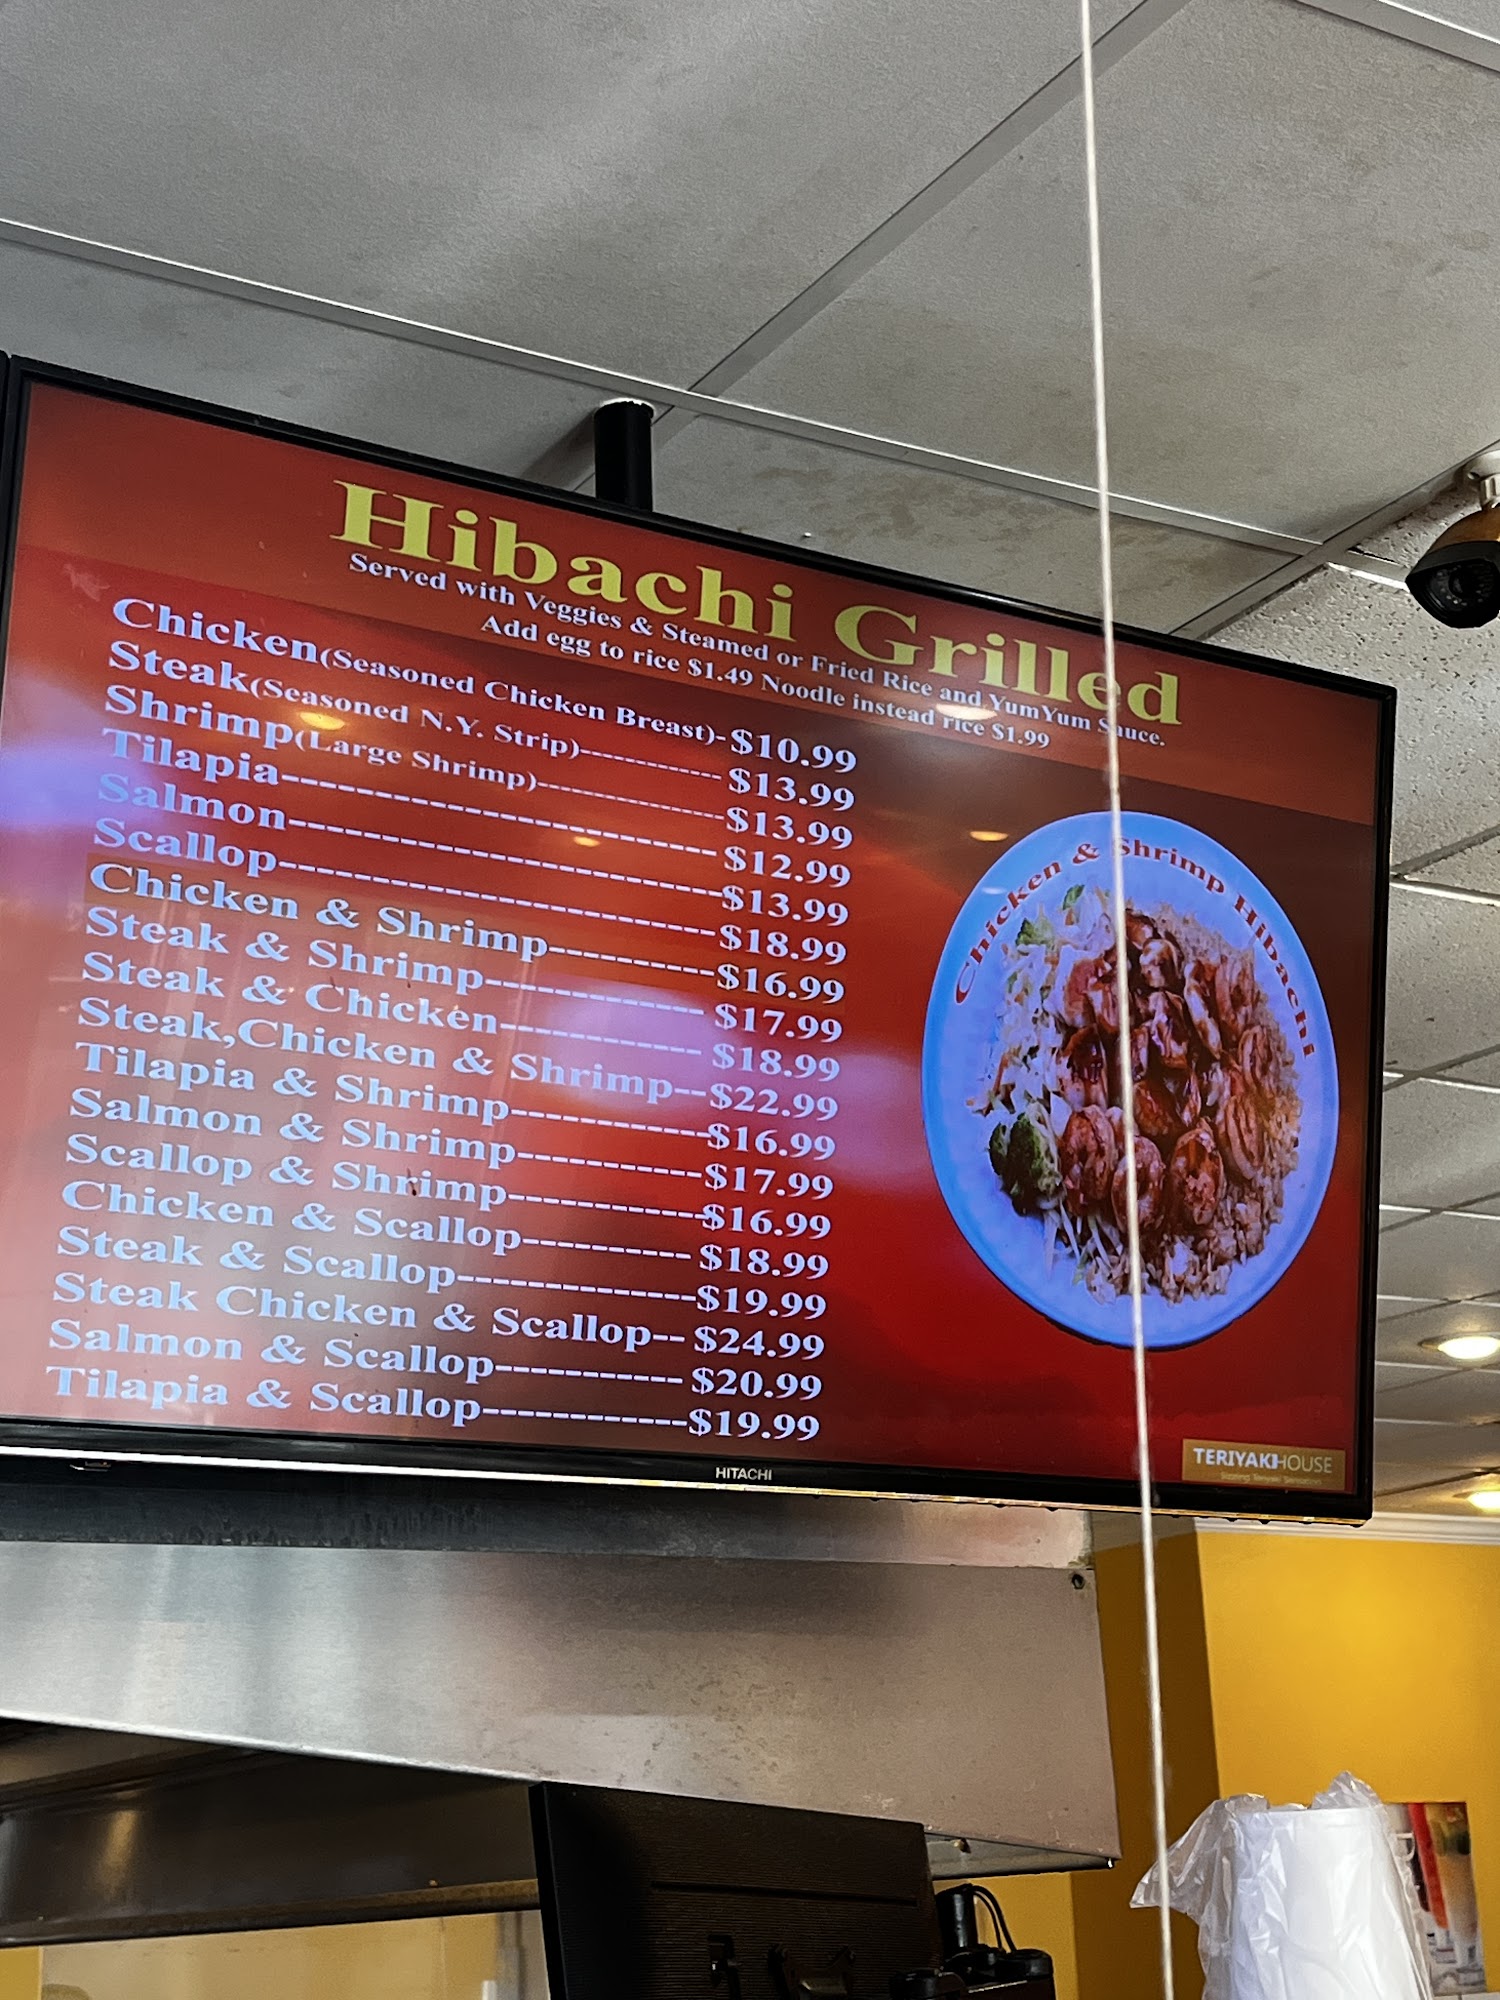 Hibachi Grilled
Served with Veggies & Steamed or Fried Rice and YumYum Sauce.
Add egg to rice $1.49 Noodle instead rice $1.99
Chicken(Seasoned Chicken Breast)-$10.99
Steak(Seasoned N.Y. Strip)------------$13.99
Shrimp(Large Shrimp)----------------$13.99
Tilapia----------------------------$12.99
Salmon----------------------------$13.99
Scallop----------------------------$18.99
Chicken & Shrimp-----------$16.99
Steak & Shrimp-------------- $17.99
Steak & Chicken------------- $18.99
Steak,Chicken & Shrimp--$22.99
Tilapia & Shrimp-------------$16.99
Salmon & Shrimp------------$17.99
Scallop & Shrimp-------------$16.99
Chicken & Scallop----------- $18.99
Steak & Scallop---------------$19.99
Steak Chicken & Scallop-- $24.99
Salmon & Scallop------------ $20.99
Tilapia & Scallop-------------$19.99
Chicken & Shrimp Hibachi
TERIYAKIHOUSE
HITACHI